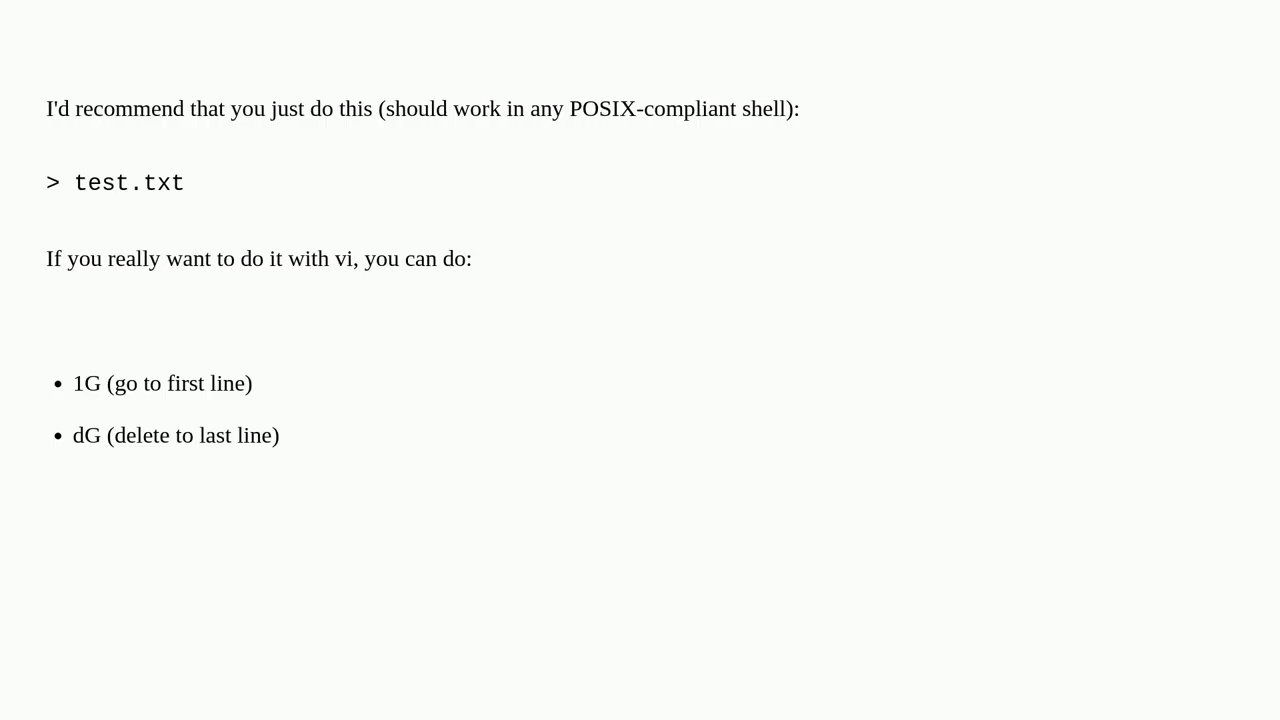 I'd recommend that you just do this (should work in any POSIX-compliant shell):
> test.txt
If you really want to do it with vi, you can do:
• 1G (go to first line)
• dG (delete to last line)